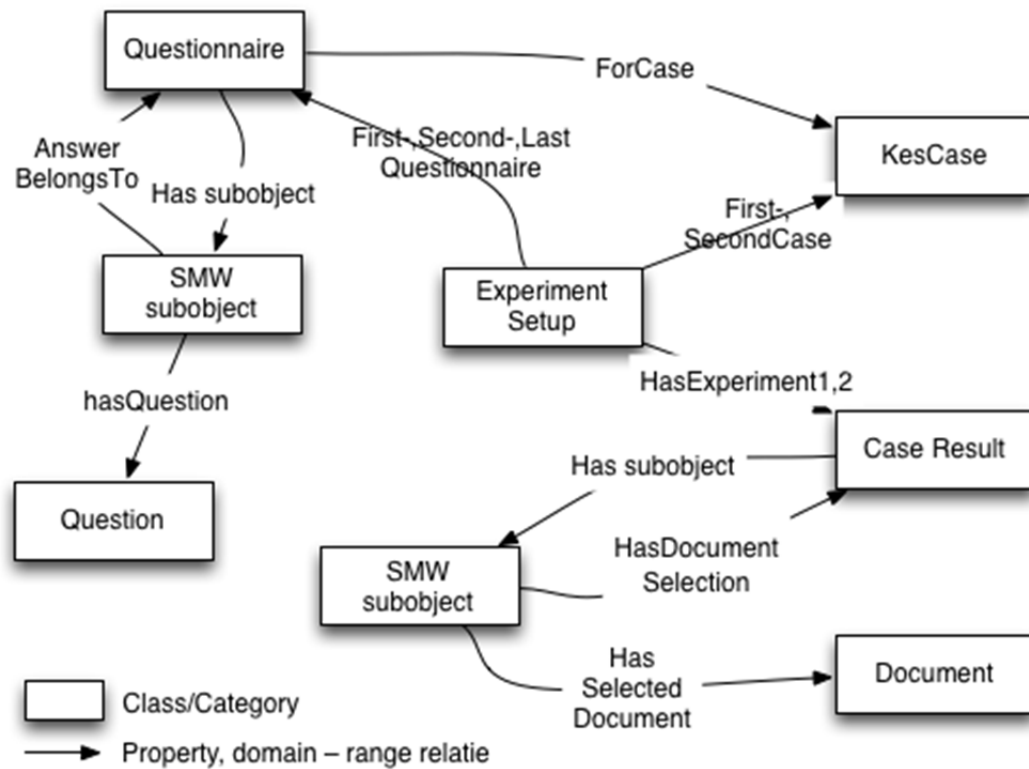 Questionnaire
ForCase
KesCase
First-,Second-,Last
Questionnaire
Answer
BelongsTo
Has subobject
First-,
SecondCase
SMW
subobject
Experiment
Setup
HasExperiment1,2
hasQuestion
Case Result
Has subobject
Question
HasDocument
Selection
SMW
subobject
Has
Selected
Document
Document
Class/Category
Property, domain – range relatie